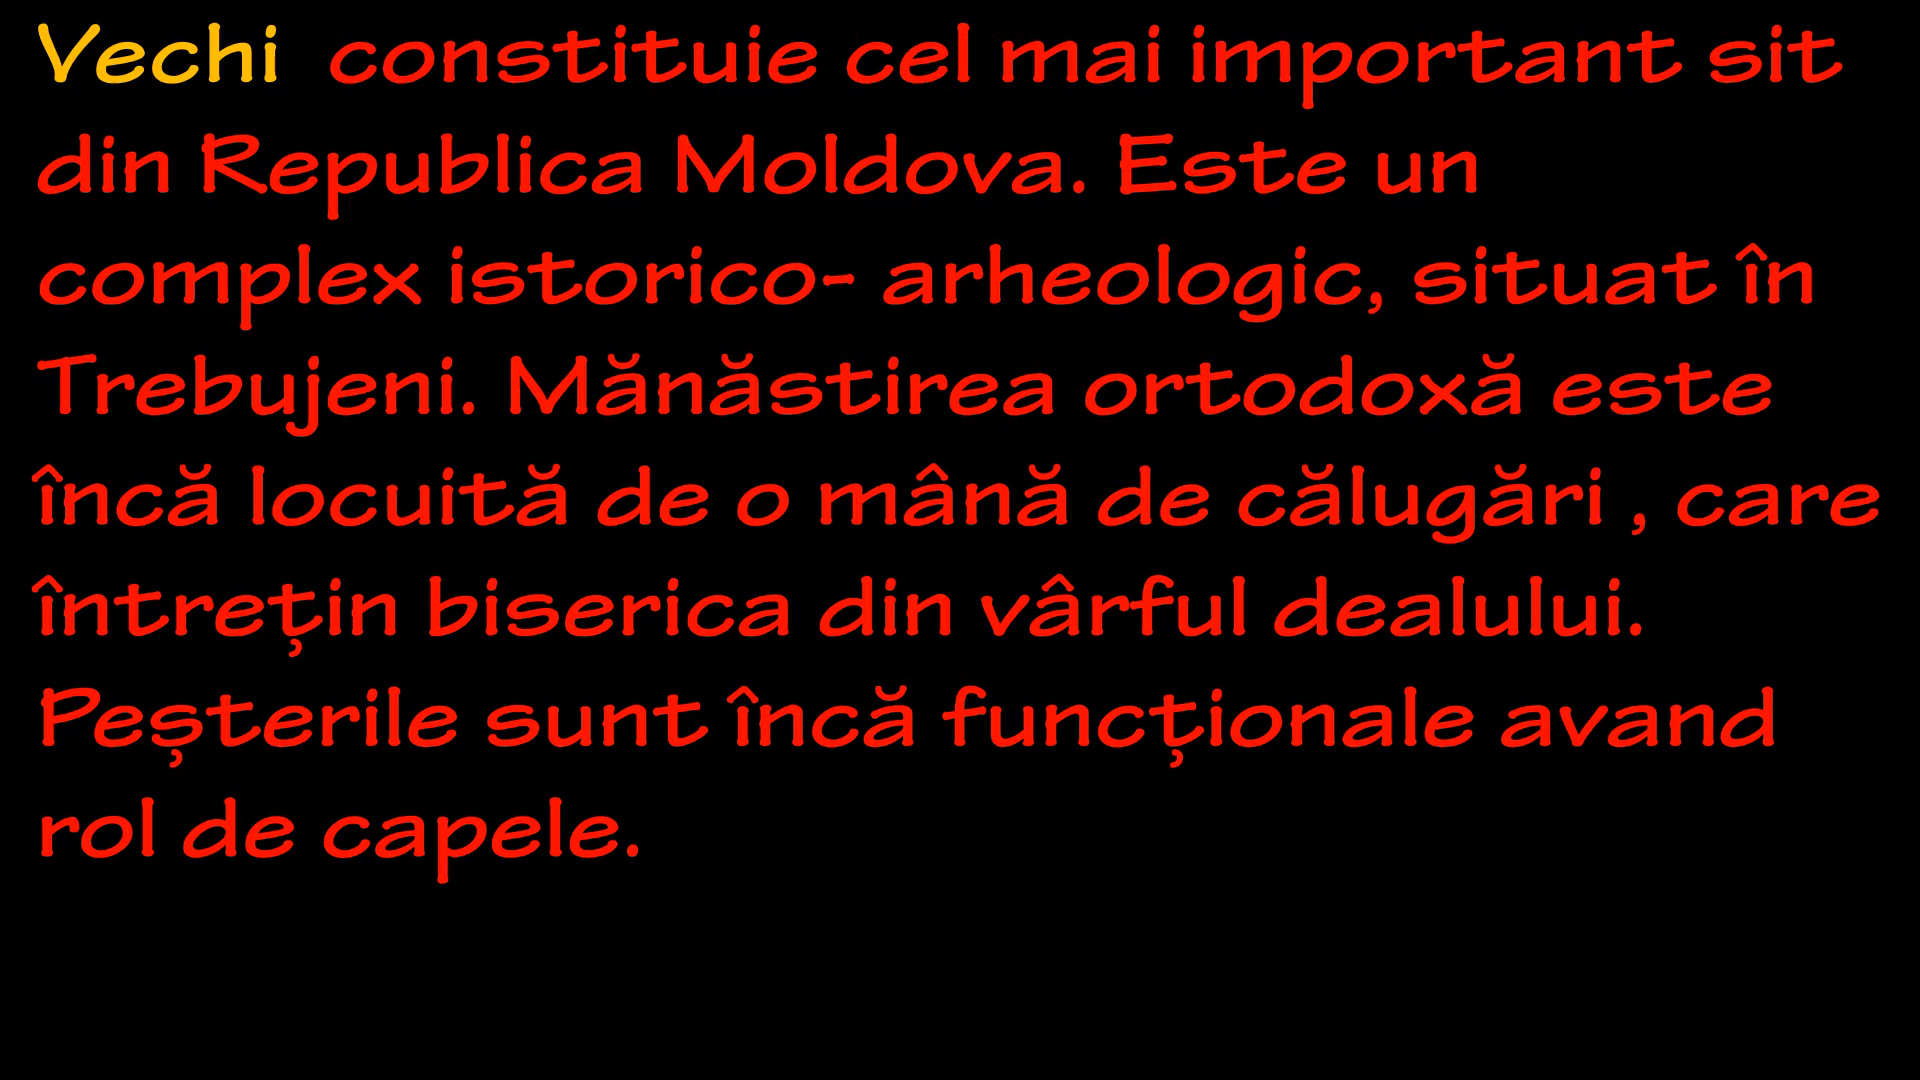 Vechi constituie cel mai important sit
din Republica Moldova. Este un
complex istorico- arheologic, situat în
Trebujeni. Mănăstirea ortodoxă este
încă locuită de o mână de călugări , care
întrețin biserica din vârful dealului.
Peșterile sunt încă funcționale avand
rol de capele.